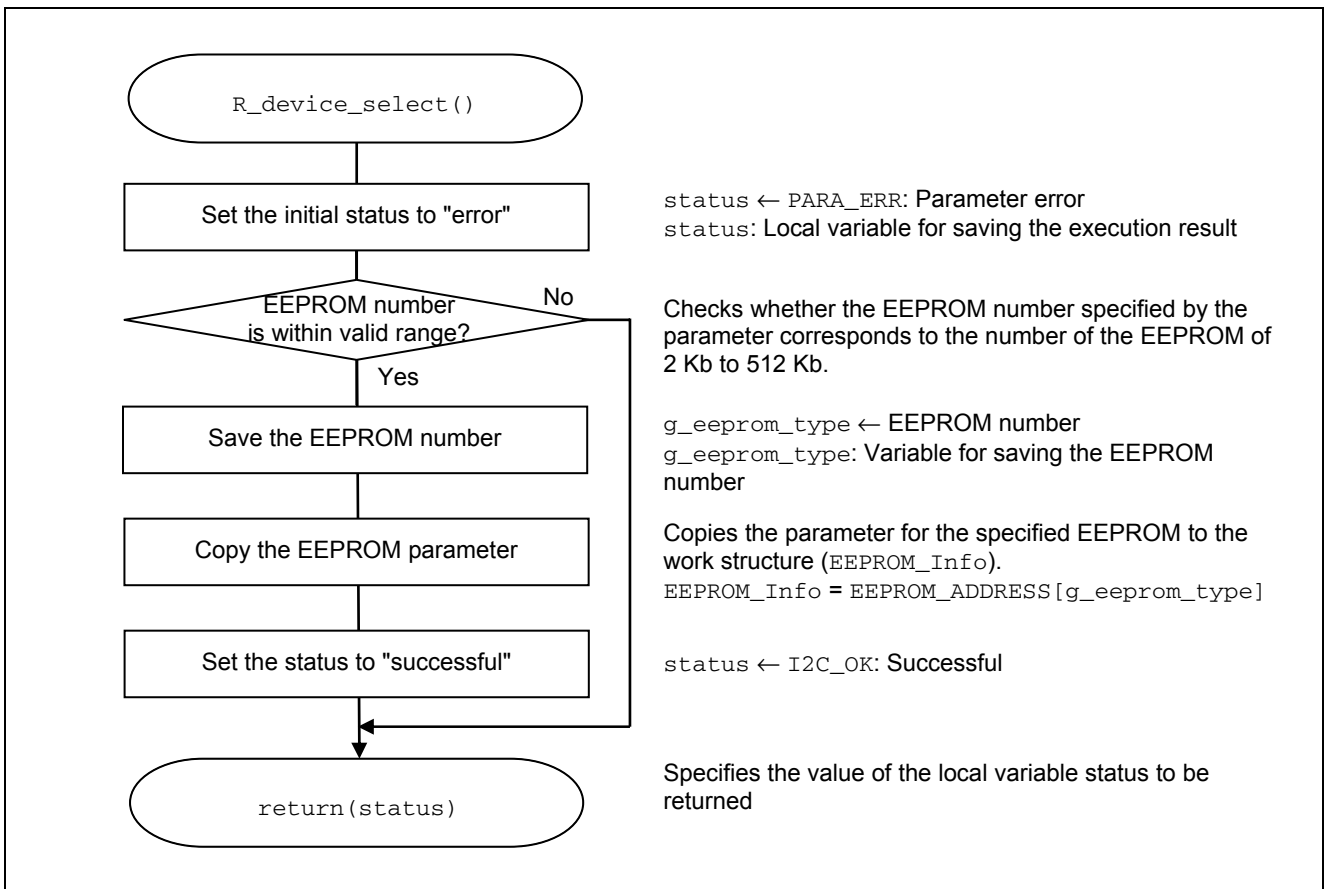 R_device_select()
Set the initial status to "error"
status ← PARA_ERR: Parameter error
status: Local variable for saving the execution result
EEPROM number
is within valid range?
No
Yes
Checks whether the EEPROM number specified by the
parameter corresponds to the number of the EEPROM of
2 Kb to 512 Kb.
Save the EEPROM number
g_eeprom_type ← EEPROM number
g_eeprom_type: Variable for saving the EEPROM
number
Copy the EEPROM parameter
Copies the parameter for the specified EEPROM to the
work structure (EEPROM_Info).
EEPROM_Info = EEPROM_ADDRESS[g_eeprom_type]
Set the status to "successful"
status ← I2C_OK: Successful
return(status)
Specifies the value of the local variable status to be
returned